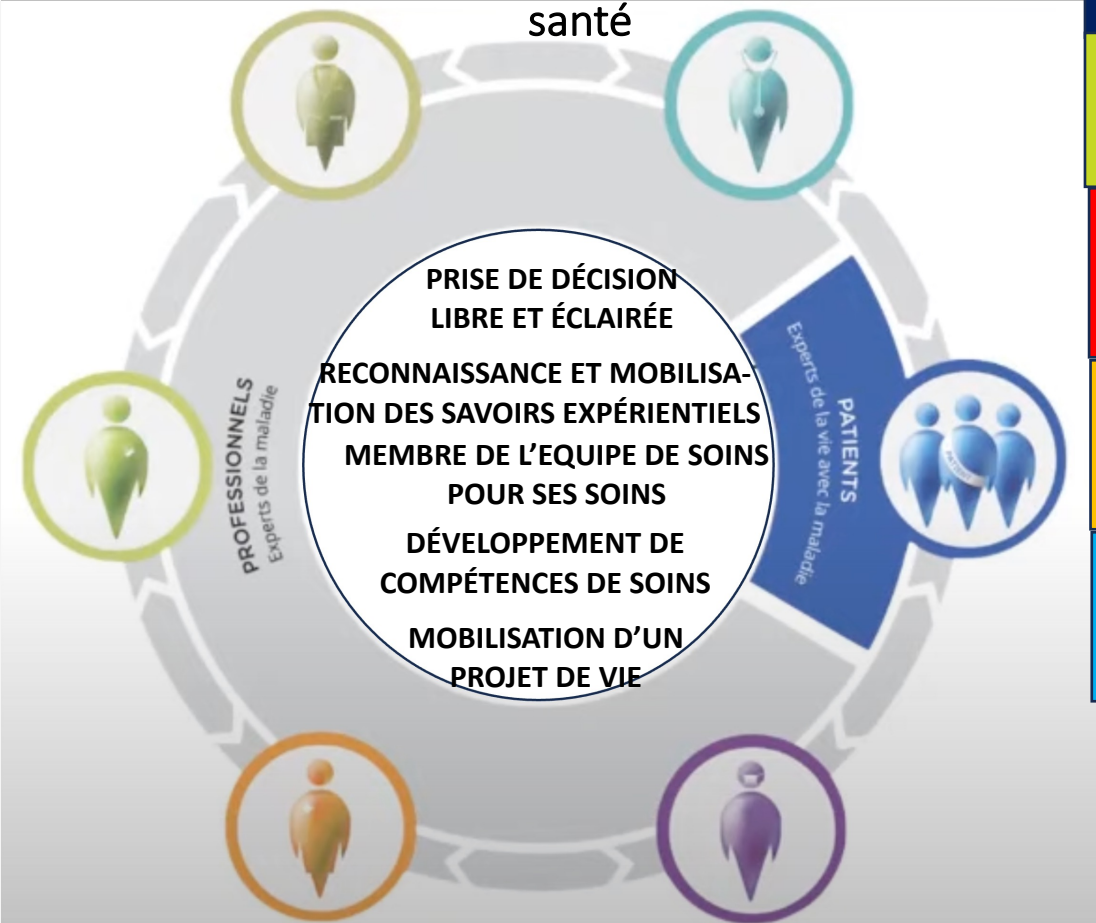 santé
PRISE DE DÉCISION
LIBRE ET ÉCLAIRÉE
RECONNAISSANCE ET MOBILISA-
TION DES SAVOIRS EXPÉRIENTIELS
MEMBRE DE L’EQUIPE DE SOINS
POUR SES SOINS
DÉVELOPPEMENT DE
COMPÉTENCES DE SOINS
MOBILISATION D’UN
PROJET DE VIE
PROFESSIONNELS
Experts de la maladie
PATIENTS
Experts de la vie avec la maladie